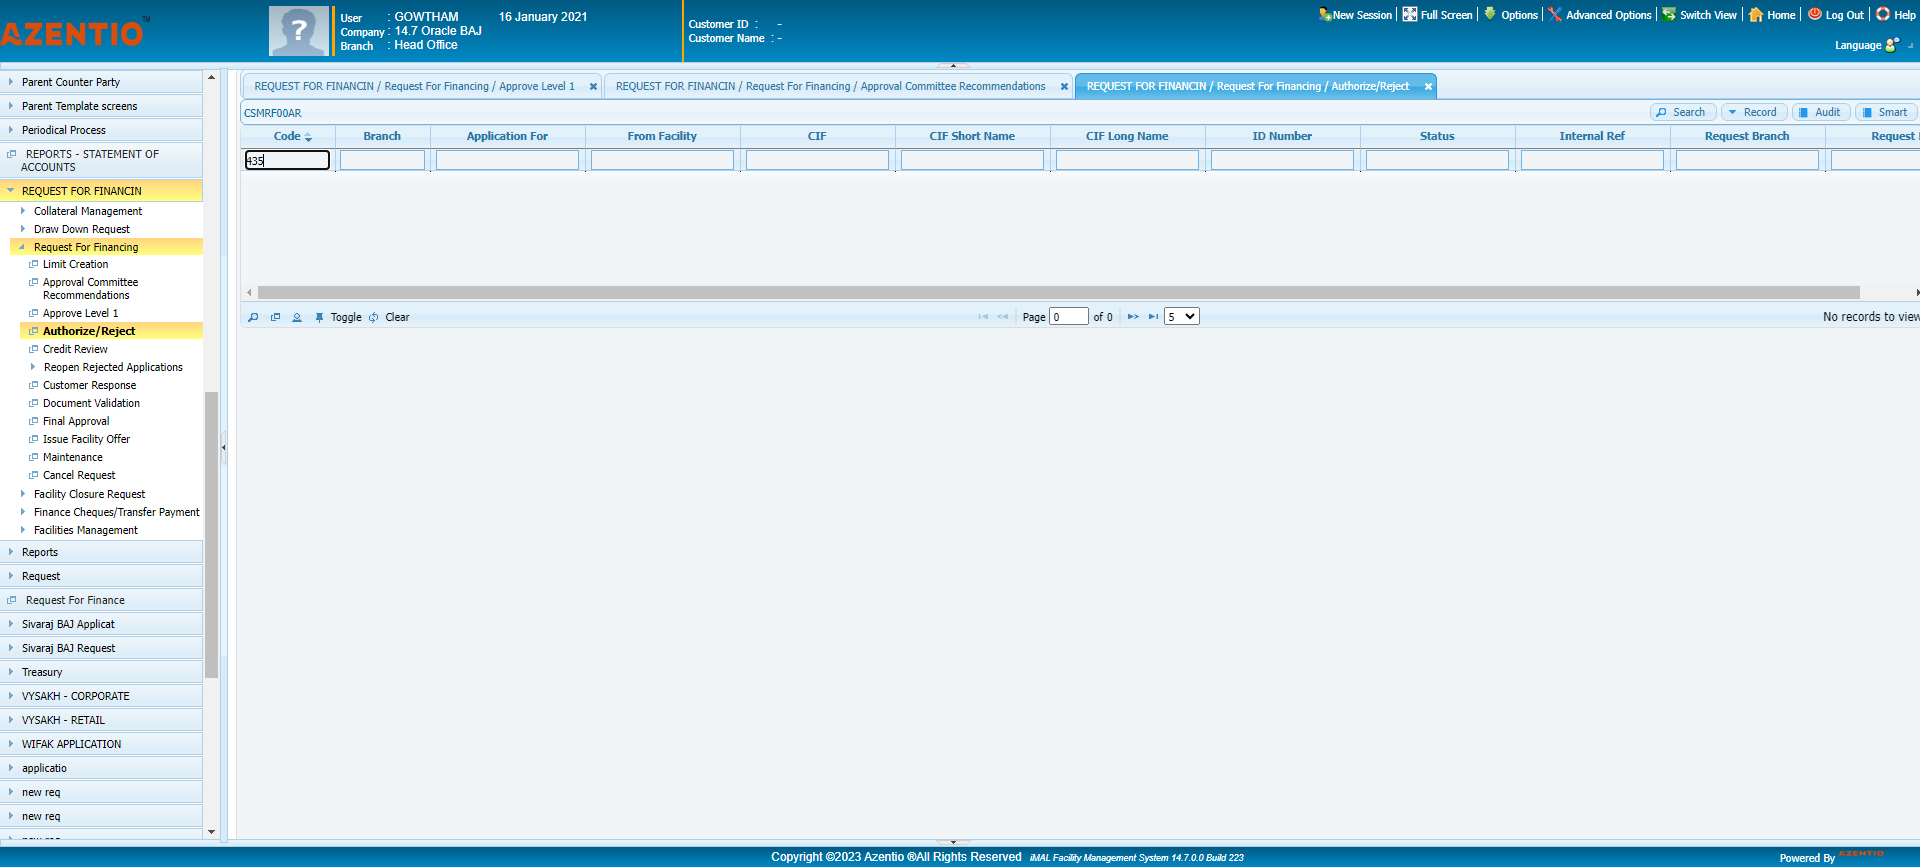 AZENTIO™
User : GOWTHAM 16 January 2021
Company : 14.7 Oracle BAJ
Branch : Head Office
Customer ID : -
Customer Name : -
New Session Full Screen Options Advanced Options Switch View Home Log Out Help
Language
Parent Counter Party
Parent Template screens
Periodical Process
REPORTS - STATEMENT OF
ACCOUNTS
REQUEST FOR FINANCIN
Collateral Management
Draw Down Request
Request For Financing
Limit Creation
Approval Committee
Recommendations
Approve Level 1
Authorize/Reject
Credit Review
Reopen Rejected Applications
Customer Response
Document Validation
Final Approval
Issue Facility Offer
Maintenance
Cancel Request
Facility Closure Request
Finance Cheques/Transfer Payment
Facilities Management
Reports
Request
Request For Finance
Sivaraj BAJ Applicat
Sivaraj BAJ Request
Treasury
VYSAKH - CORPORATE
VYSAKH - RETAIL
WIFAK APPLICATION
applicatio
new req
new req
REQUEST FOR FINANCIN / Request For Financing / Approve Level 1
REQUEST FOR FINANCIN / Request For Financing / Approval Committee Recommendations
REQUEST FOR FINANCIN / Request For Financing / Authorize/Reject
CSMRF00AR
Search Record Audit Smart
Code Branch Application For From Facility CIF CIF Short Name CIF Long Name ID Number Status Internal Ref Request Branch Request
435
Toggle Clear
Page 0 of 0 5
No records to view
Copyright ©2023 Azentio ®All Rights Reserved iMAL Facility Management System 14.7.0.0 Build 223
Powered By AZENTIO